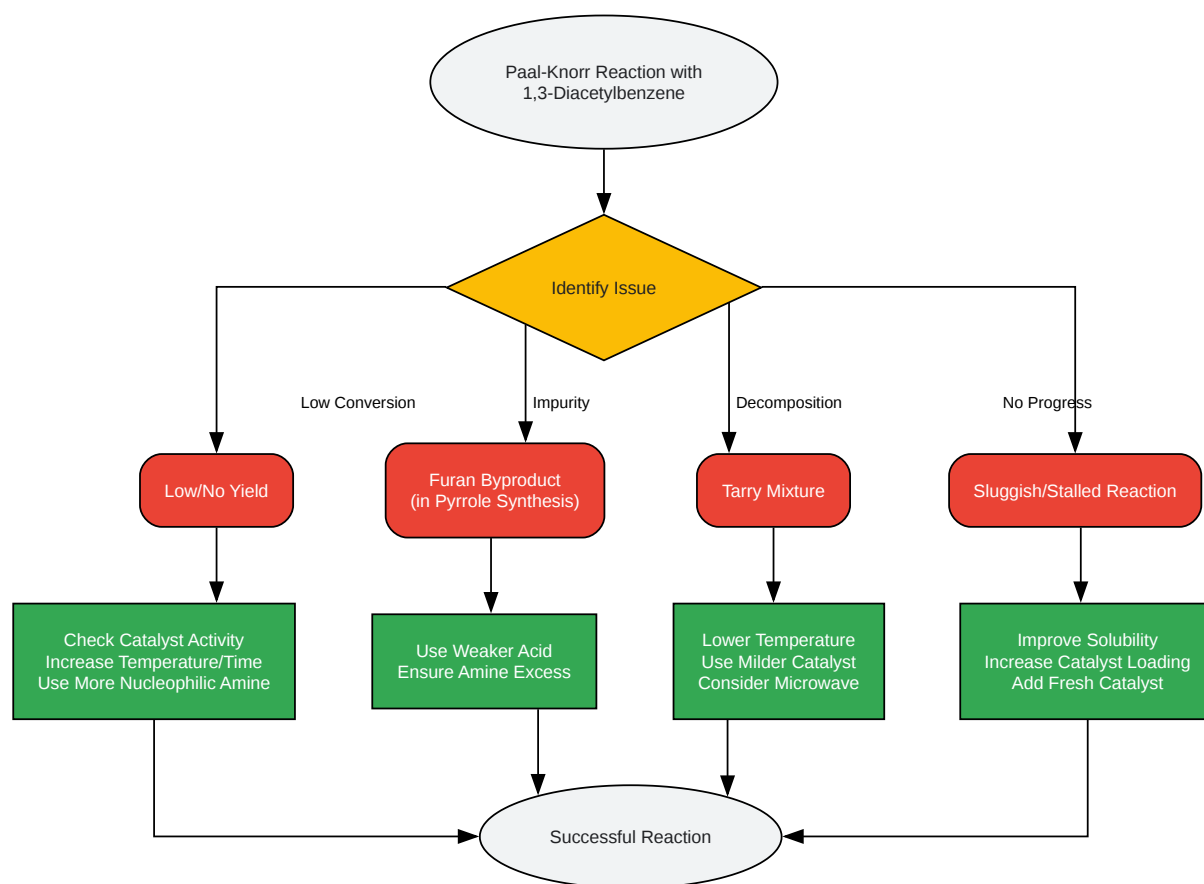 Paal-Knorr Reaction with
1,3-Diacetylbenzene
Identify Issue
Low Conversion
Impurity
Decomposition
No Progress
Low/No Yield
Furan Byproduct
(in Pyrrole Synthesis)
Tarry Mixture
Sluggish/Stalled Reaction
Check Catalyst Activity
Increase Temperature/Time
Use More Nucleophilic Amine
Use Weaker Acid
Ensure Amine Excess
Lower Temperature
Use Milder Catalyst
Consider Microwave
Improve Solubility
Increase Catalyst Loading
Add Fresh Catalyst
Successful Reaction